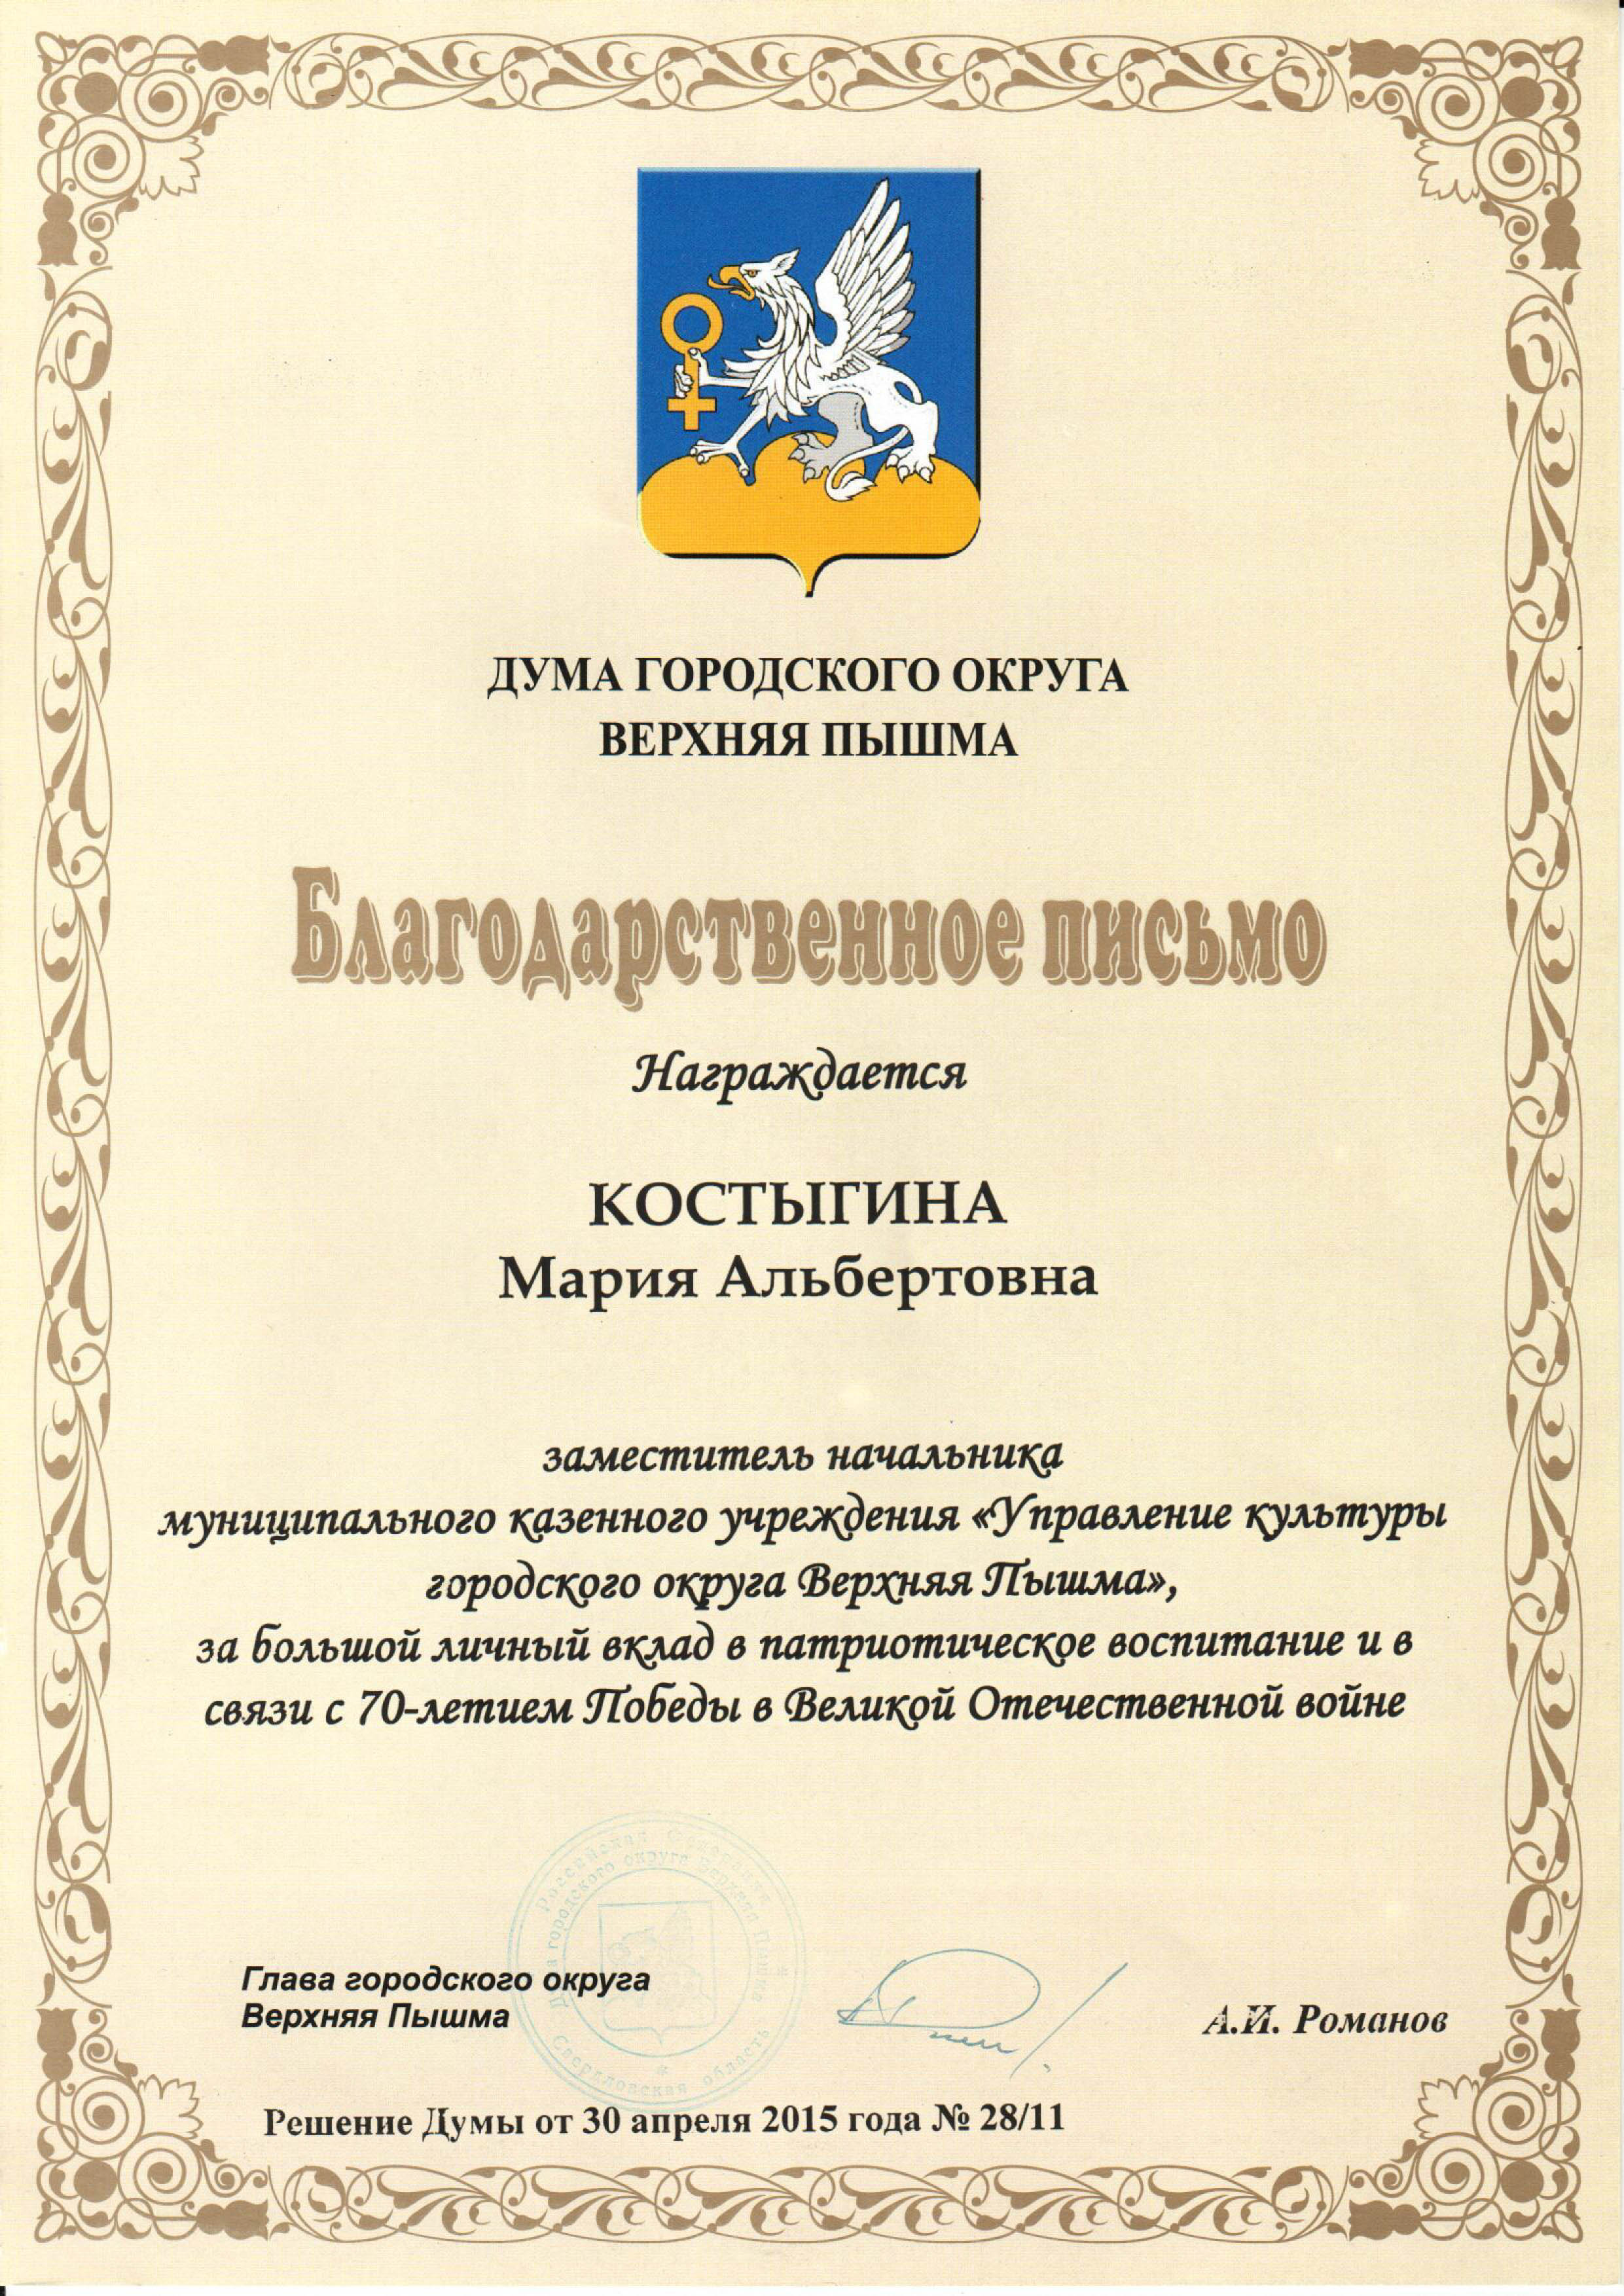 ДУМА ГОРОДСКОГО ОКРУГА
ВЕРХНЯЯ ПЫШМА
Благодарственное письмо
Награждается
КОСТЫГИНА
Мария Альбертовна
заместитель начальника
муниципального казенного учреждения «Управление культуры
городского округа Верхняя Пышма»,
за большой личный вклад в патриотическое воспитание и в
связи с 70-летием Победы в Великой Отечественной войне
Российская Федерация
Дума городского округа Верхняя Пышма
Свердловская область
Глава городского округа
Верхняя Пышма
А.И. Романов
Решение Думы от 30 апреля 2015 года № 28/11